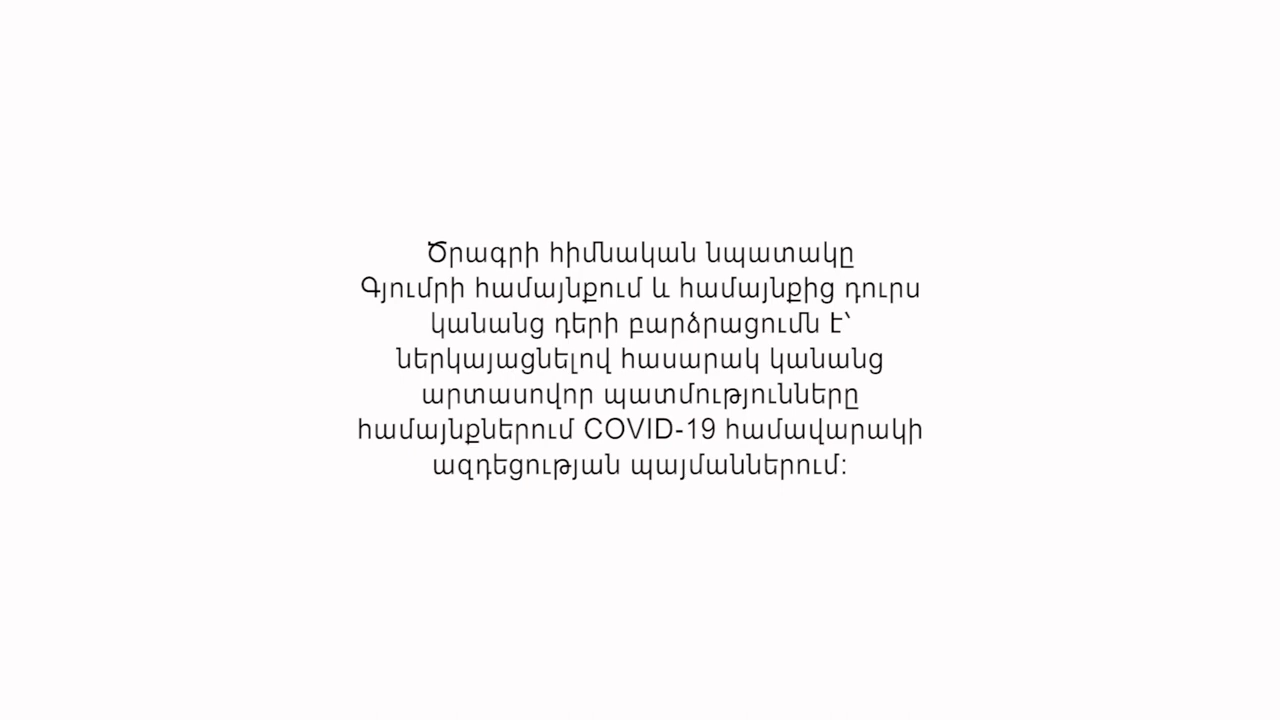 Ծրագրի հիմնական նպատակը
Գյումրի համայնքում և համայնքից դուրս
կանանց դերի բարձրացումն է՝
ներկայացնելով հասարակ կանանց
արտասովոր պատմությունները
համայնքներում COVID-19 համավարակի
ազդեցության պայմաններում: